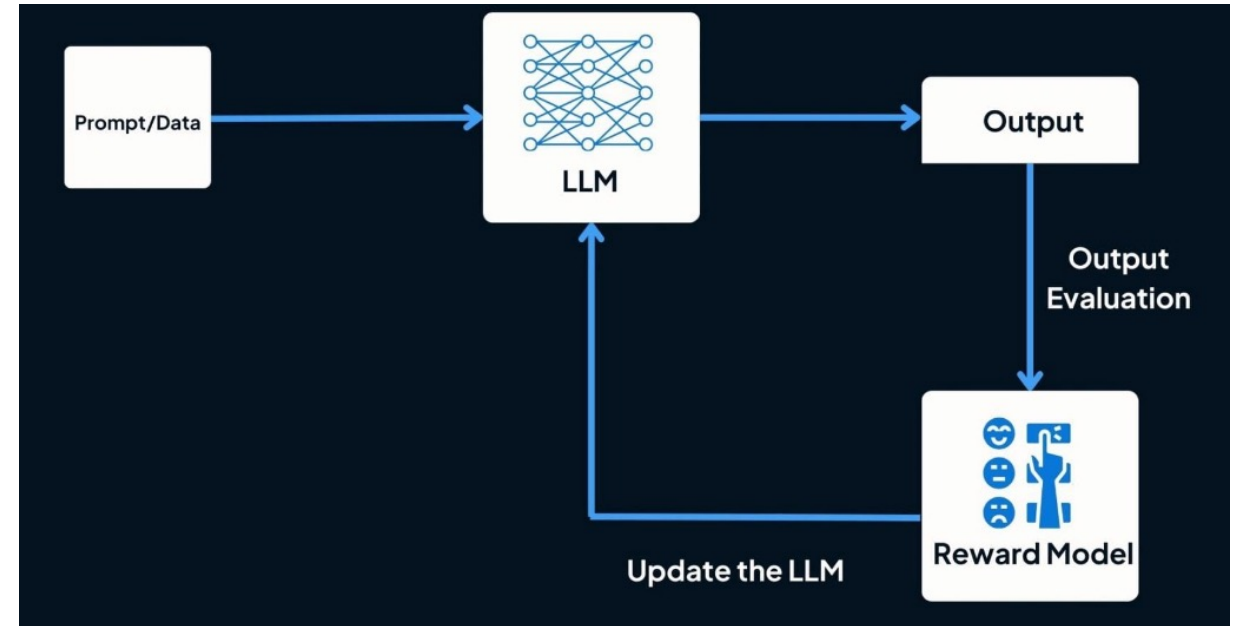 Prompt/Data
LLM
Output
Output
Evaluation
Reward Model
Update the LLM